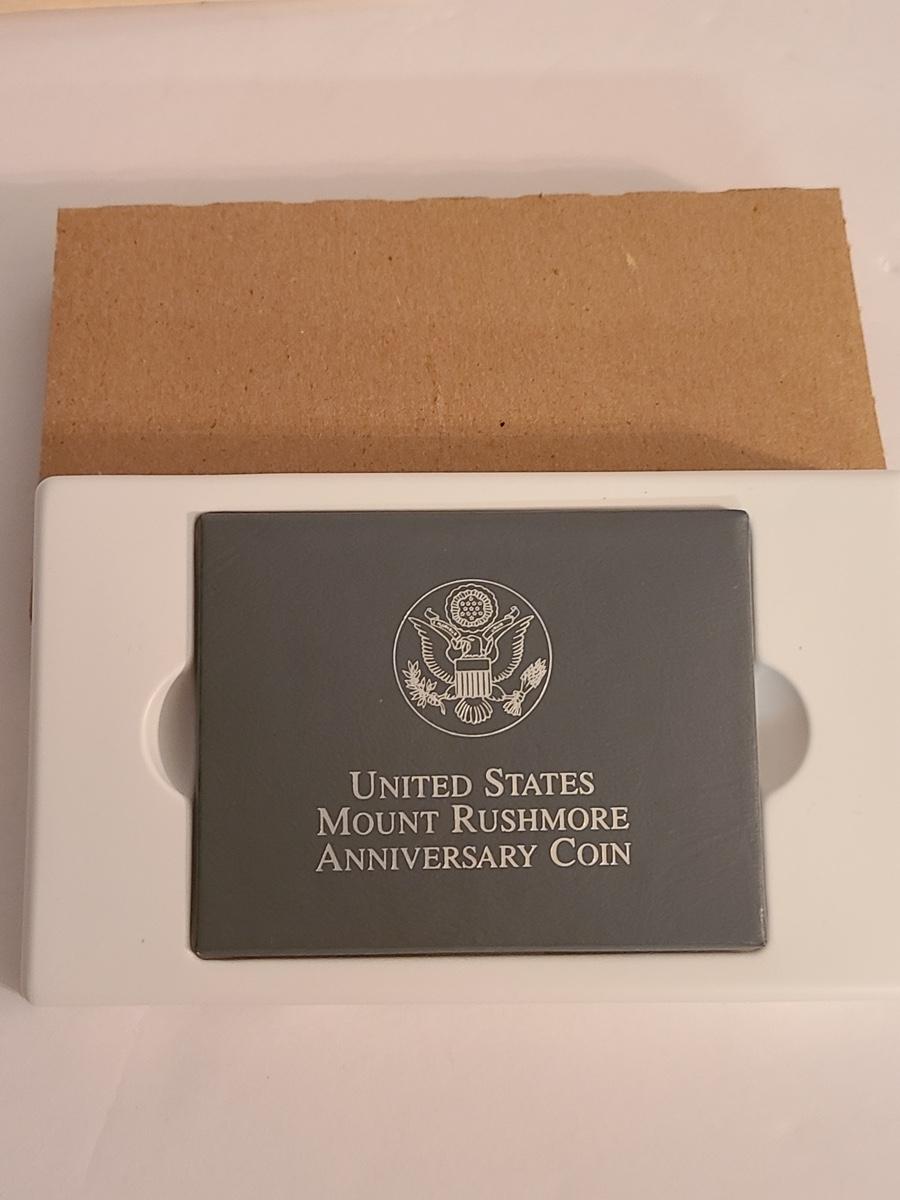 United States
Mount Rushmore
Anniversary Coin